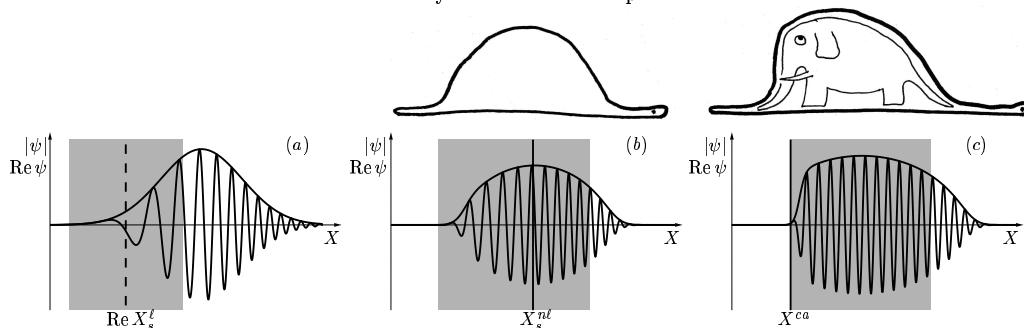 |ψ|
Re ψ
(a)
X
Re X_s^ℓ
|ψ|
Re ψ
(b)
X
X_s^{nℓ}
|ψ|
Re ψ
(c)
X
X^{ca}